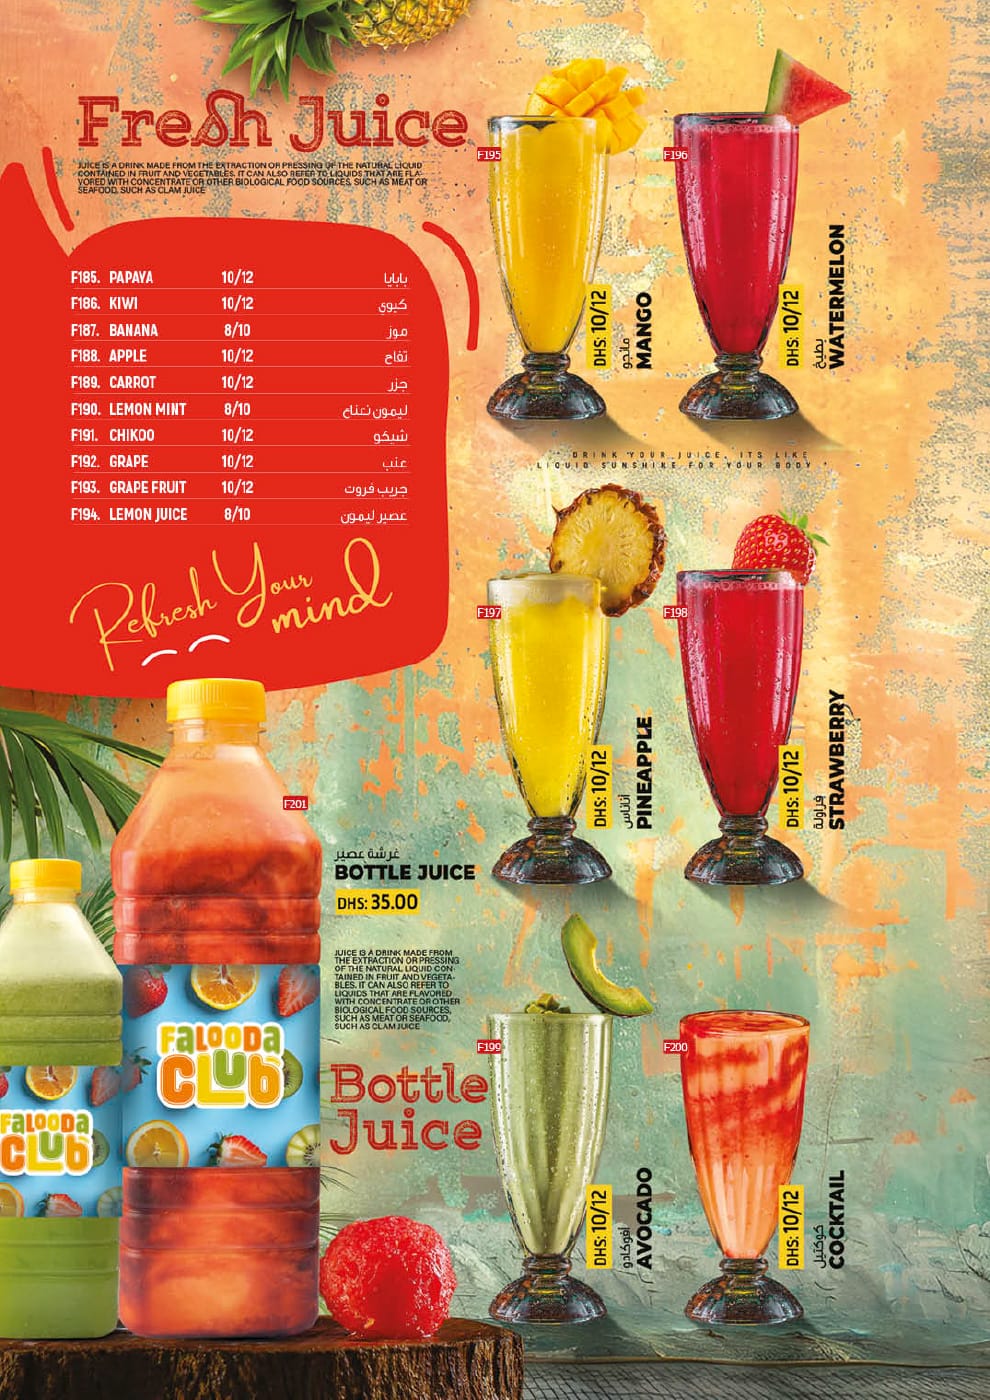 Fresh Juice
JUICE IS A DRINK MADE FROM THE EXTRACTION OR PRESSING OF THE NATURAL LIQUID
CONTAINED IN FRUIT AND VEGETABLES. IT CAN ALSO REFER TO LIQUIDS THAT ARE FLA-
VORED WITH CONCENTRATE OR OTHER BIOLOGICAL FOOD SOURCES, SUCH AS MEAT OR
SEAFOOD, SUCH AS CLAM JUICE
F185. PAPAYA 10/12 بابايا
F186. KIWI 10/12 كيوي
F187. BANANA 8/10 موز
F188. APPLE 10/12 تفاح
F189. CARROT 10/12 جزر
F190. LEMON MINT 8/10 ليمون نعناع
F191. CHIKOO 10/12 شيكو
F192. GRAPE 10/12 عنب
F193. GRAPE FRUIT 10/12 جريب فروت
F194. LEMON JUICE 8/10 عصير ليمون
Refresh Your
mind
F195
DHS: 10/12
مانجو
MANGO
F196
DHS: 10/12
بطيخ
WATERMELON
" DRINK YOUR JUICE, ITS LIKE
LIQUID SUNSHINE FOR YOUR BODY "
F197
DHS: 10/12
أناناس
PINEAPPLE
F198
DHS: 10/12
فراولة
STRAWBERRY
F201
غرشة عصير
BOTTLE JUICE
DHS: 35.00
JUICE IS A DRINK MADE FROM
THE EXTRACTION OR PRESSING
OF THE NATURAL LIQUID CON-
TAINED IN FRUIT AND VEGETA-
BLES. IT CAN ALSO REFER TO
LIQUIDS THAT ARE FLAVORED
WITH CONCENTRATE OR OTHER
BIOLOGICAL FOOD SOURCES,
SUCH AS MEAT OR SEAFOOD,
SUCH AS CLAM JUICE
Bottle
Juice
FALOODA
CLUB
FALOODA
CLUB
F199
DHS: 10/12
أفوكادو
AVOCADO
F200
DHS: 10/12
كوكتيل
COCKTAIL